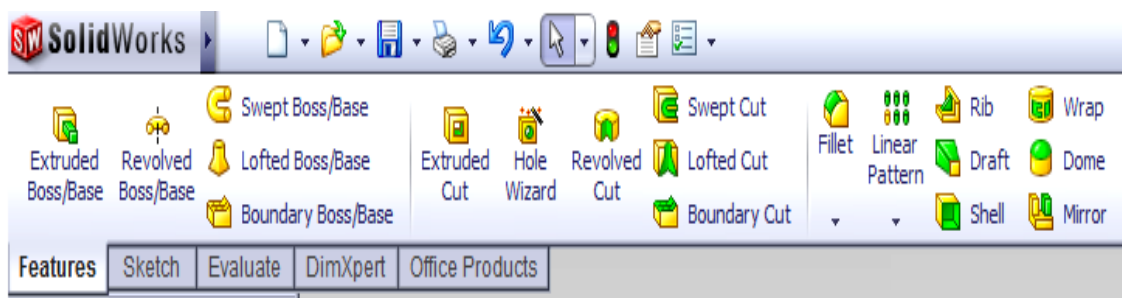 SW SolidWorks
Extruded
Boss/Base
Revolved
Boss/Base
Swept Boss/Base
Lofted Boss/Base
Boundary Boss/Base
Extruded
Cut
Hole
Wizard
Revolved
Cut
Swept Cut
Lofted Cut
Boundary Cut
Fillet
Linear
Pattern
Rib
Draft
Shell
Wrap
Dome
Mirror
Features
Sketch
Evaluate
DimXpert
Office Products